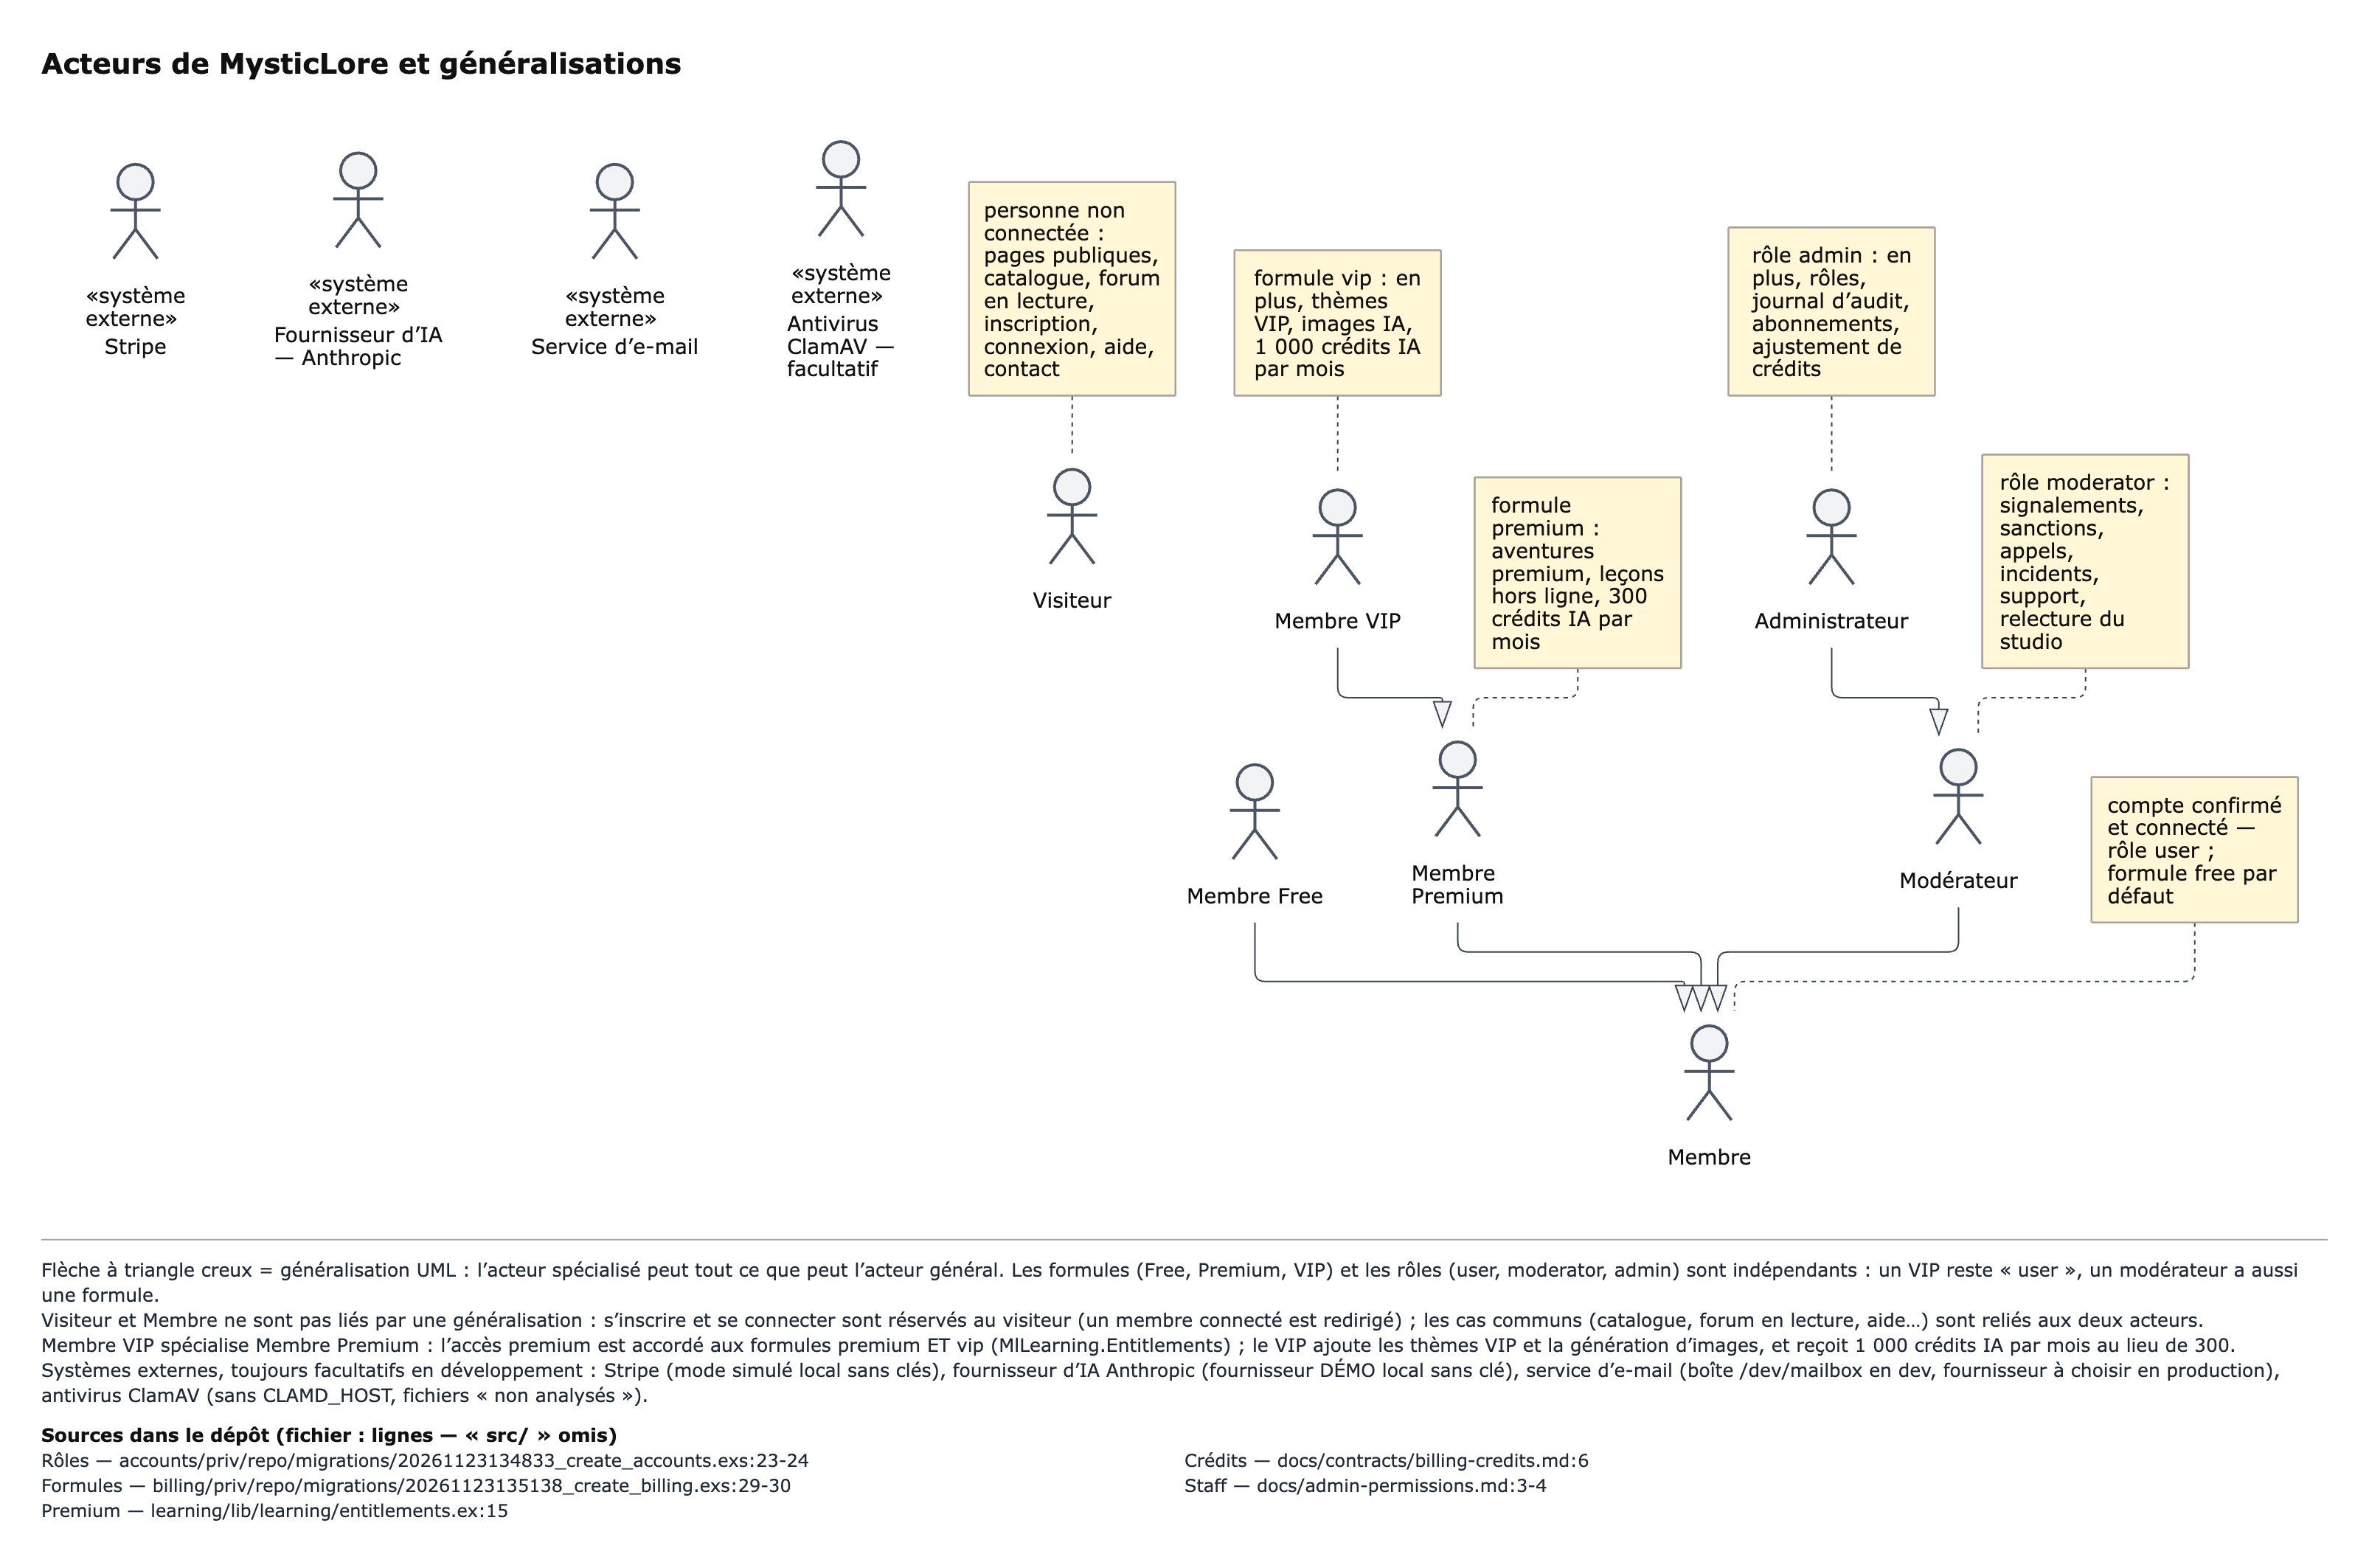 Acteurs de MysticLore et généralisations
«système
externe»
Stripe
«système
externe»
Fournisseur d’IA
— Anthropic
«système
externe»
Service d’e-mail
«système
externe»
Antivirus
ClamAV —
facultatif
personne non
connectée :
pages publiques,
catalogue, forum
en lecture,
inscription,
connexion, aide,
contact
formule vip : en
plus, thèmes
VIP, images IA,
1 000 crédits IA
par mois
rôle admin : en
plus, rôles,
journal d’audit,
abonnements,
ajustement de
crédits
Visiteur
Membre VIP
formule
premium :
aventures
premium, leçons
hors ligne, 300
crédits IA par
mois
Administrateur
rôle moderator :
signalements,
sanctions,
appels,
incidents,
support,
relecture du
studio
Membre Free
Membre
Premium
Modérateur
compte confirmé
et connecté —
rôle user ;
formule free par
défaut
Membre
Flèche à triangle creux = généralisation UML : l’acteur spécialisé peut tout ce que peut l’acteur général. Les formules (Free, Premium, VIP) et les rôles (user, moderator, admin) sont indépendants : un VIP reste « user », un modérateur a aussi
une formule.
Visiteur et Membre ne sont pas liés par une généralisation : s’inscrire et se connecter sont réservés au visiteur (un membre connecté est redirigé) ; les cas communs (catalogue, forum en lecture, aide…) sont reliés aux deux acteurs.
Membre VIP spécialise Membre Premium : l’accès premium est accordé aux formules premium ET vip (MlLearning.Entitlements) ; le VIP ajoute les thèmes VIP et la génération d’images, et reçoit 1 000 crédits IA par mois au lieu de 300.
Systèmes externes, toujours facultatifs en développement : Stripe (mode simulé local sans clés), fournisseur d’IA Anthropic (fournisseur DÉMO local sans clé), service d’e-mail (boîte /dev/mailbox en dev, fournisseur à choisir en production),
antivirus ClamAV (sans CLAMD_HOST, fichiers « non analysés »).
Sources dans le dépôt (fichier : lignes — « src/ » omis)
Rôles — accounts/priv/repo/migrations/20261123134833_create_accounts.exs:23-24
Formules — billing/priv/repo/migrations/20261123135138_create_billing.exs:29-30
Premium — learning/lib/learning/entitlements.ex:15
Crédits — docs/contracts/billing-credits.md:6
Staff — docs/admin-permissions.md:3-4